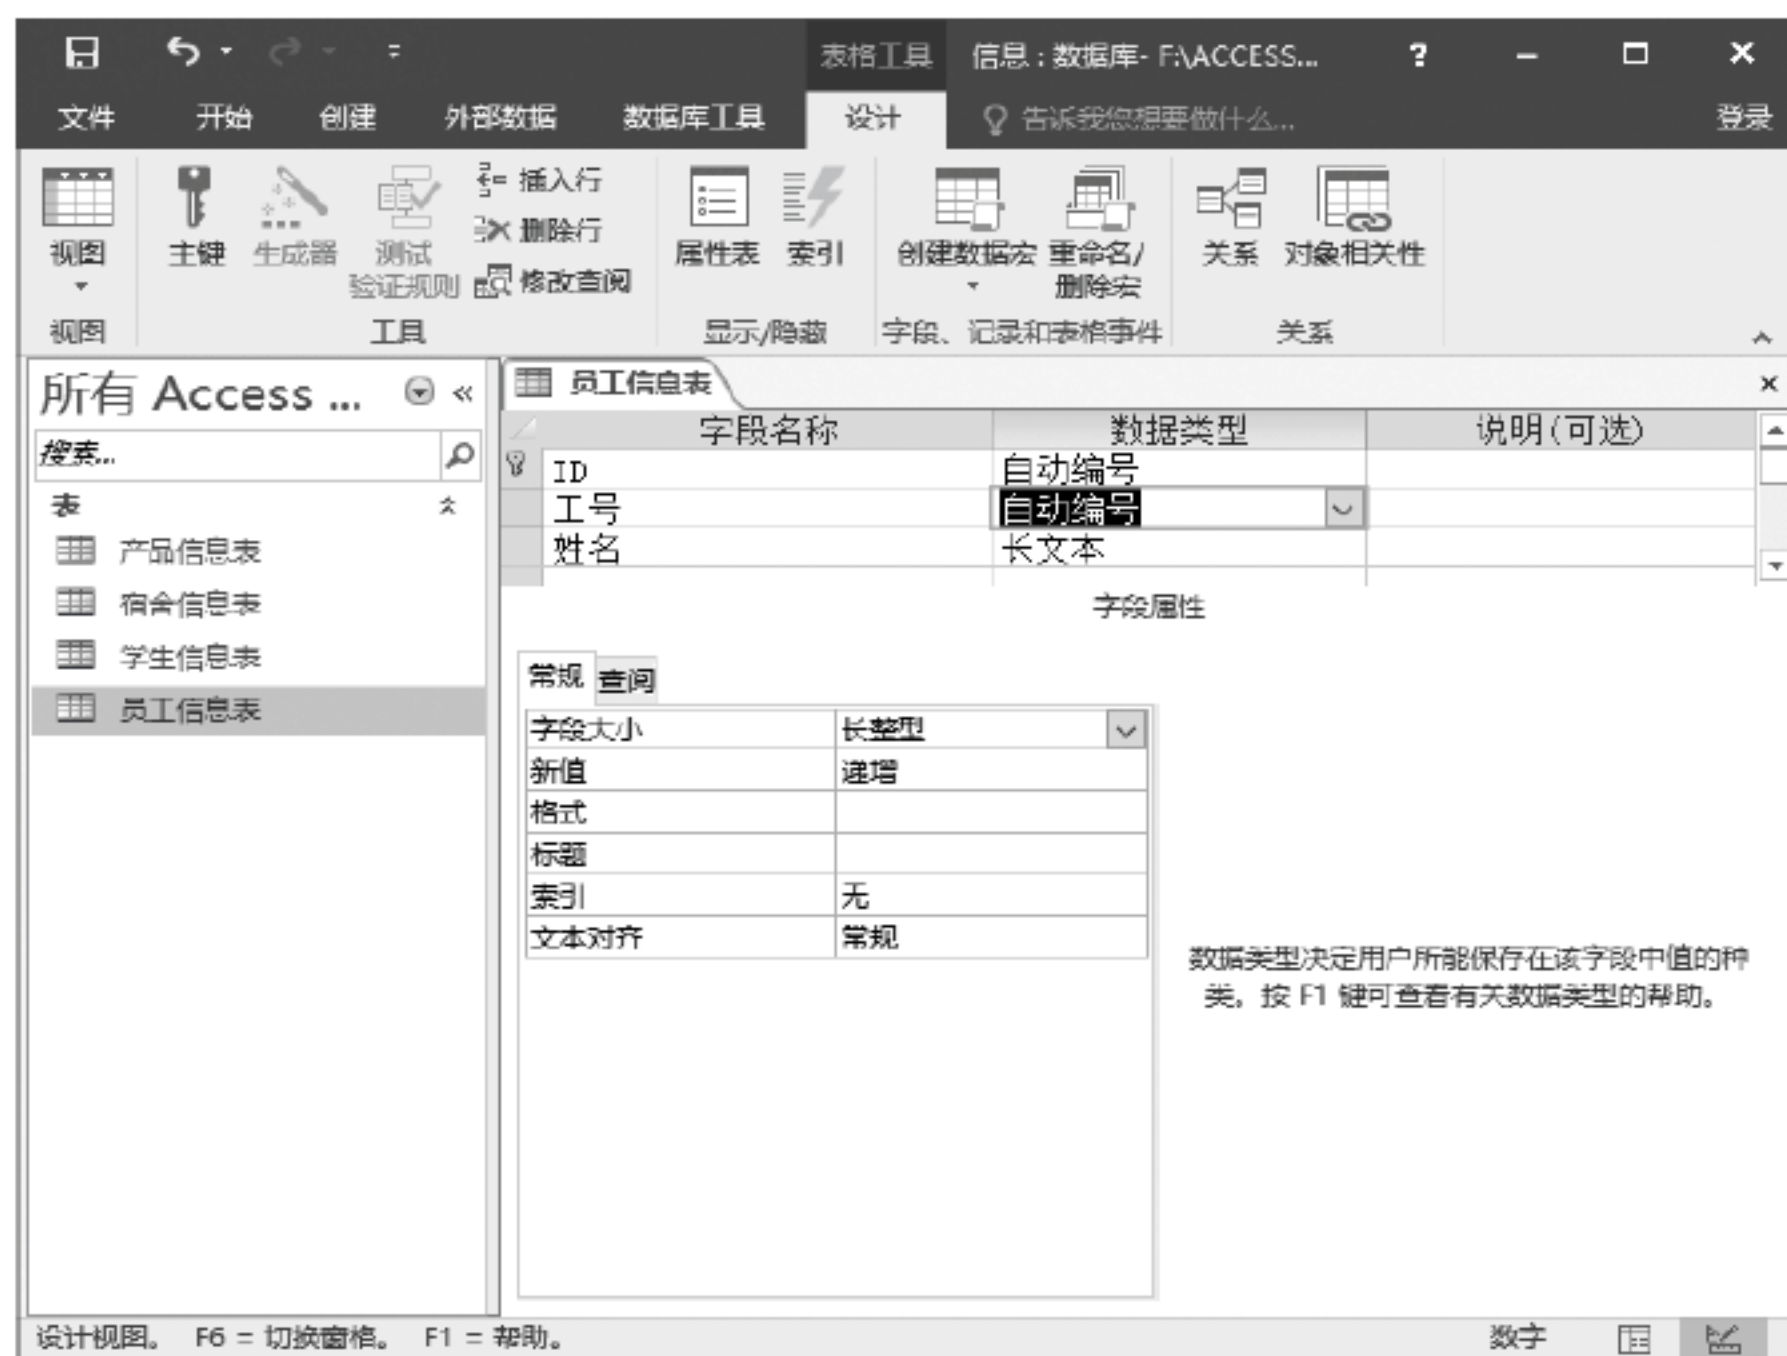 表格工具 信息 : 数据库- F:\ACCESS... ?
文件 开始 创建 外部数据 数据库工具 设计 告诉我您想要做什么... 登录
视图 主键 生成器 测试验证规则 插入行 删除行 修改查阅 属性表 索引 创建数据宏 重命名/删除宏 关系 对象相关性
视图 工具 显示/隐藏 字段、记录和表格事件 关系
所有 Access ... «
搜索...
表
产品信息表
宿舍信息表
学生信息表
员工信息表
员工信息表
字段名称 数据类型 说明(可选)
ID 自动编号
工号 自动编号
姓名 长文本
字段属性
常规 查阅
字段大小 长整型
新值 递增
格式
标题
索引 无
文本对齐 常规
数据类型决定用户所能保存在该字段中值的种
类。按 F1 键可查看有关数据类型的帮助。
设计视图。 F6 = 切换窗格。 F1 = 帮助。 数字